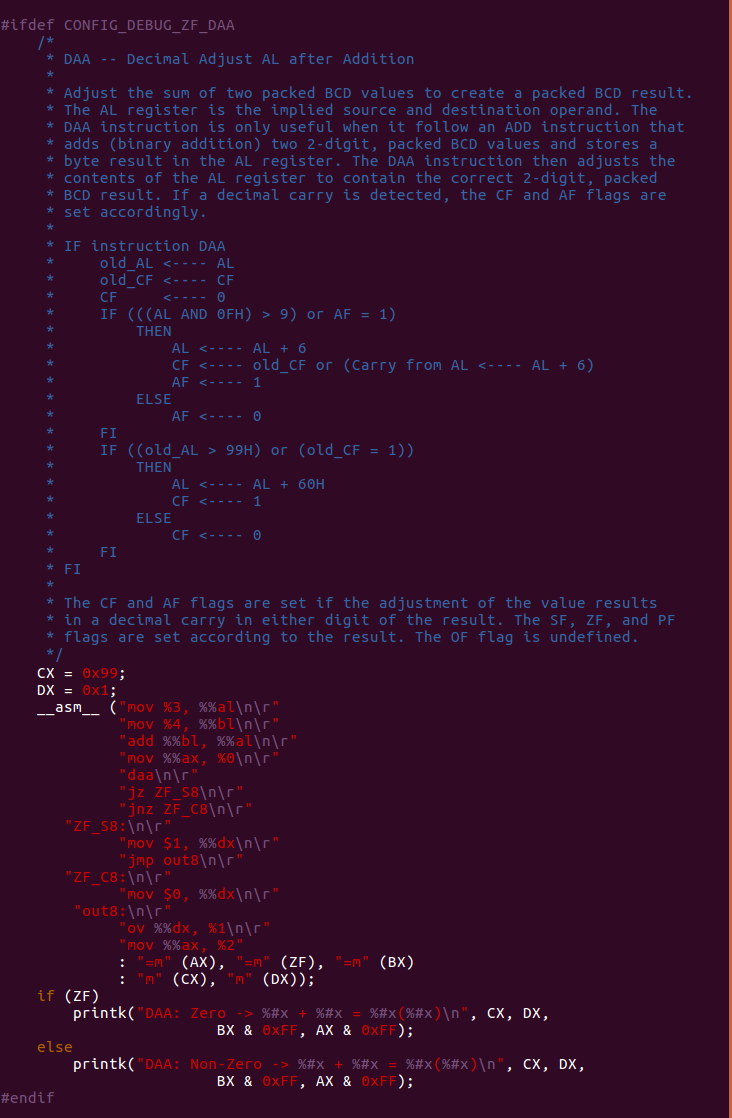 #ifdef CONFIG_DEBUG_ZF_DAA
    /*
     * DAA -- Decimal Adjust AL after Addition
     *
     * Adjust the sum of two packed BCD values to create a packed BCD result.
     * The AL register is the implied source and destination operand. The
     * DAA instruction is only useful when it follow an ADD instruction that
     * adds (binary addition) two 2-digit, packed BCD values and stores a
     * byte result in the AL register. The DAA instruction then adjusts the
     * contents of the AL register to contain the correct 2-digit, packed
     * BCD result. If a decimal carry is detected, the CF and AF flags are
     * set accordingly.
     *
     * IF instruction DAA
     *     old_AL <---- AL
     *     old_CF <---- CF
     *     CF     <---- 0
     *     IF (((AL AND 0FH) > 9) or AF = 1)
     *         THEN
     *             AL <---- AL + 6
     *             CF <---- old_CF or (Carry from AL <---- AL + 6)
     *             AF <---- 1
     *         ELSE
     *             AF <---- 0
     *     FI
     *     IF ((old_AL > 99H) or (old_CF = 1))
     *         THEN
     *             AL <---- AL + 60H
     *             CF <---- 1
     *         ELSE
     *             CF <---- 0
     *     FI
     * FI
     *
     * The CF and AF flags are set if the adjustment of the value results
     * in a decimal carry in either digit of the result. The SF, ZF, and PF
     * flags are set according to the result. The OF flag is undefined.
     */
    CX = 0x99;
    DX = 0x1;
    __asm__ ("mov %3, %%al\n\r"
             "mov %4, %%bl\n\r"
             "add %%bl, %%al\n\r"
             "mov %%ax, %0\n\r"
             "daa\n\r"
             "jz ZF_S8\n\r"
             "jnz ZF_C8\n\r"
       "ZF_S8:\n\r"
             "mov $1, %%dx\n\r"
             "jmp out8\n\r"
       "ZF_C8:\n\r"
             "mov $0, %%dx\n\r"
        "out8:\n\r"
             "ov %%dx, %1\n\r"
             "mov %%ax, %2"
             : "=m" (AX), "=m" (ZF), "=m" (BX)
             : "m" (CX), "m" (DX));
    if (ZF)
        printk("DAA: Zero -> %#x + %#x = %#x(%#x)\n", CX, DX,
                        BX & 0xFF, AX & 0xFF);
    else
        printk("DAA: Non-Zero -> %#x + %#x = %#x(%#x)\n", CX, DX,
                        BX & 0xFF, AX & 0xFF);
#endif